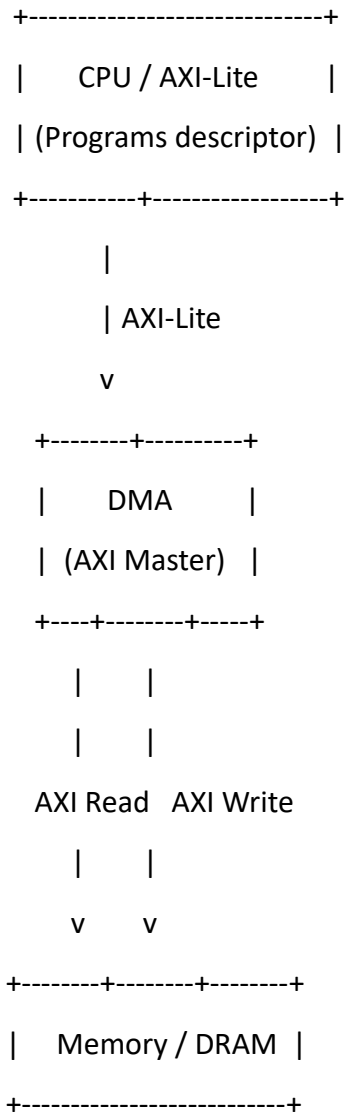 +------------------------------+
| CPU / AXI-Lite |
| (Programs descriptor) |
+-----------+------------------+
|
| AXI-Lite
v
+--------+----------+
| DMA |
| (AXI Master) |
+----+--------+-----+
| |
| |
AXI Read AXI Write
| |
v v
+--------+--------+--------+
| Memory / DRAM |
+---------------------------+